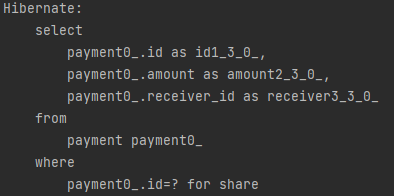 Hibernate:
    select
        payment0_.id as id1_3_0_,
        payment0_.amount as amount2_3_0_,
        payment0_.receiver_id as receiver3_3_0_
    from
        payment payment0_
    where
        payment0_.id=? for share